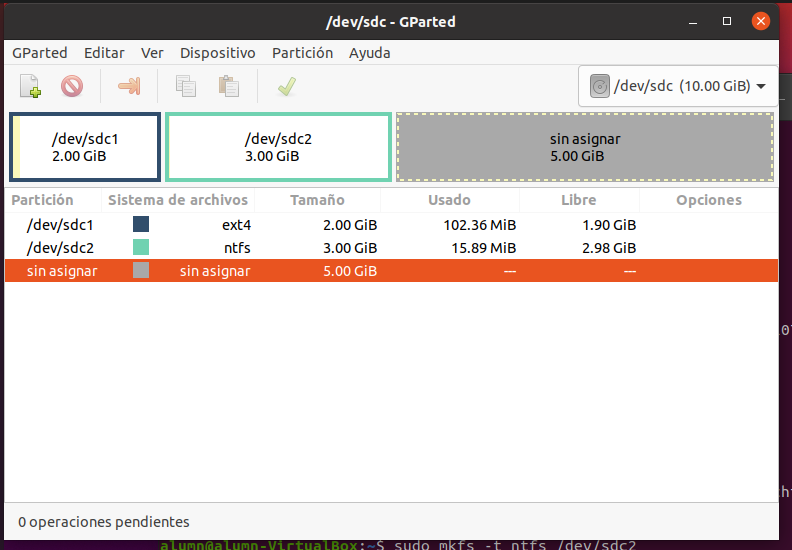 /dev/sdc - GParted
GParted Editar Ver Dispositivo Partición Ayuda
/dev/sdc (10.00 GiB)
/dev/sdc1
2.00 GiB
/dev/sdc2
3.00 GiB
sin asignar
5.00 GiB
Partición Sistema de archivos Tamaño Usado Libre Opciones
/dev/sdc1 ext4 2.00 GiB 102.36 MiB 1.90 GiB
/dev/sdc2 ntfs 3.00 GiB 15.89 MiB 2.98 GiB
sin asignar sin asignar 5.00 GiB --- ---
0 operaciones pendientes
alumn@alumn-VirtualBox:~$ sudo mkfs -t ntfs /dev/sdc2